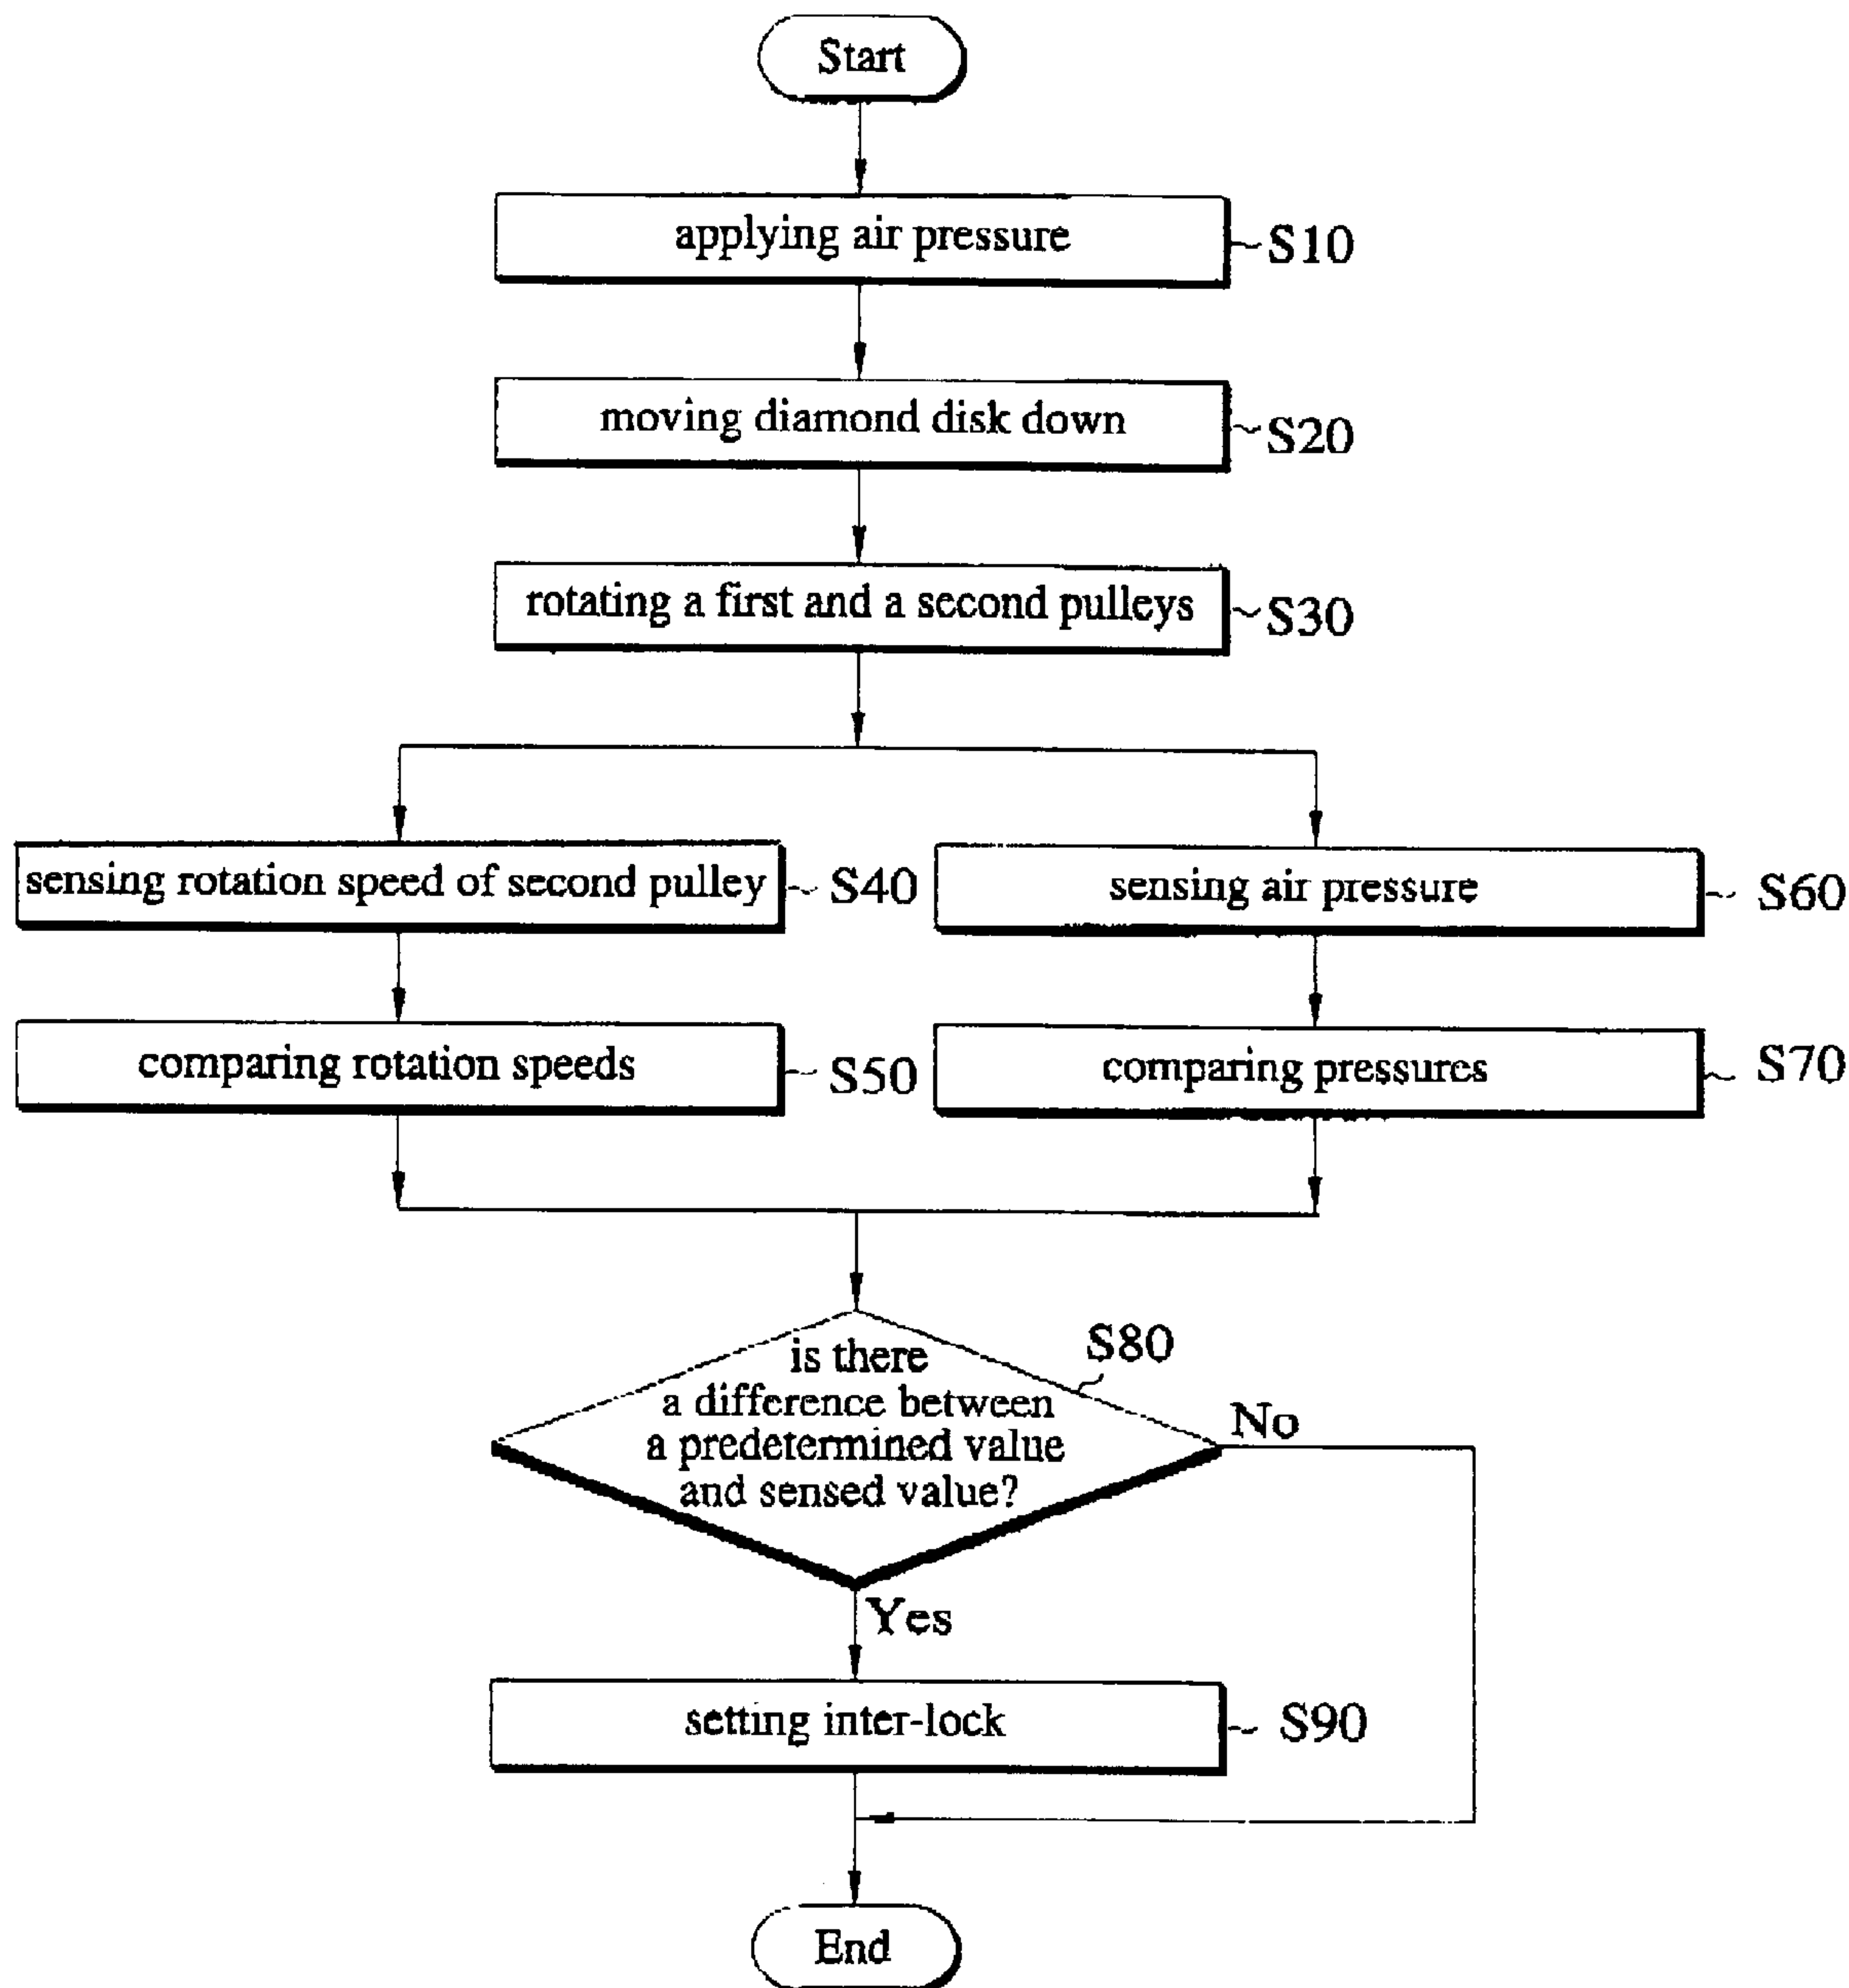 Start
applying air pressure
S10
moving diamond disk down
S20
rotating a first and a second pulleys
S30
sensing rotation speed of second pulley
S40
sensing air pressure
S60
comparing rotation speeds
S50
comparing pressures
S70
is there
a difference between
a predetermined value
and sensed value?
S80
No
Yes
setting inter-lock
S90
End